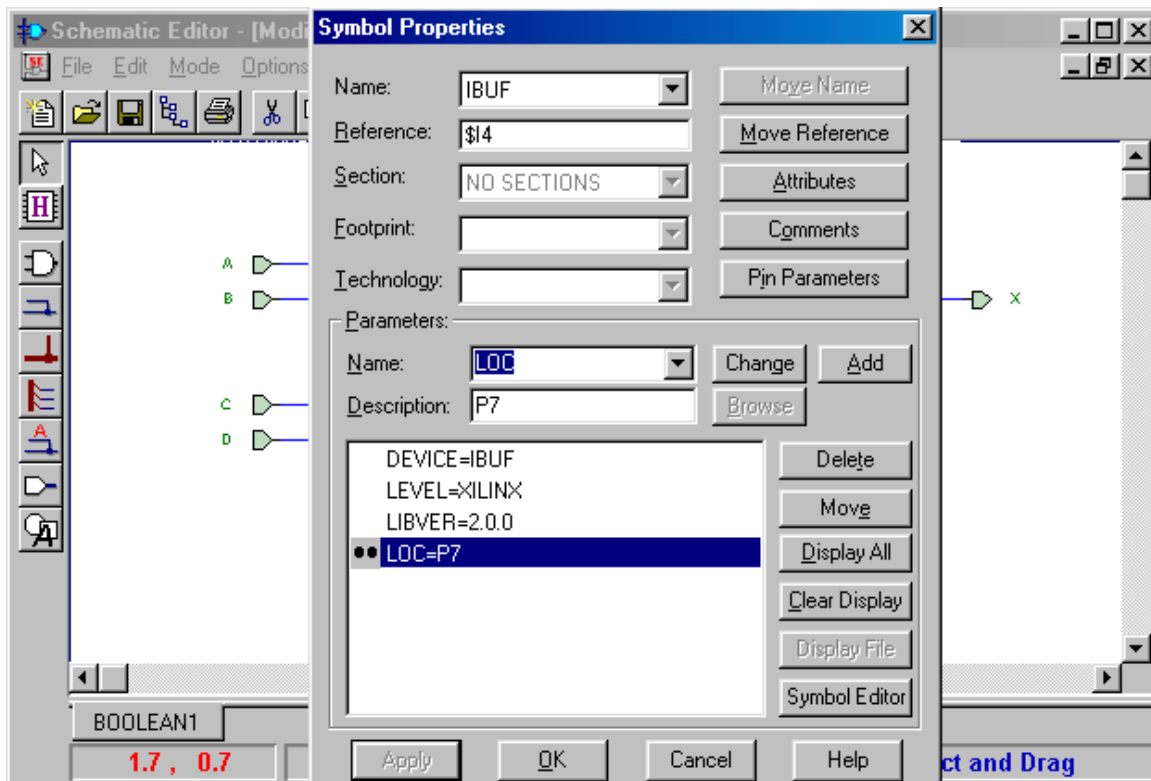 Schematic Editor - [Modi
Symbol Properties
File Edit Mode Options
Name: IBUF Move Name
Reference: $I4 Move Reference
Section: NO SECTIONS Attributes
Footprint: Comments
Technology: Pin Parameters
A
B
X
C
D
Parameters:
Name: LOC Change Add
Description: P7 Browse
DEVICE=IBUF
LEVEL=XILINX
LIBVER=2.0.0
LOC=P7
Delete
Move
Display All
Clear Display
Display File
Symbol Editor
BOOLEAN1
1.7 , 0.7
Apply OK Cancel Help
ct and Drag
H
A
A